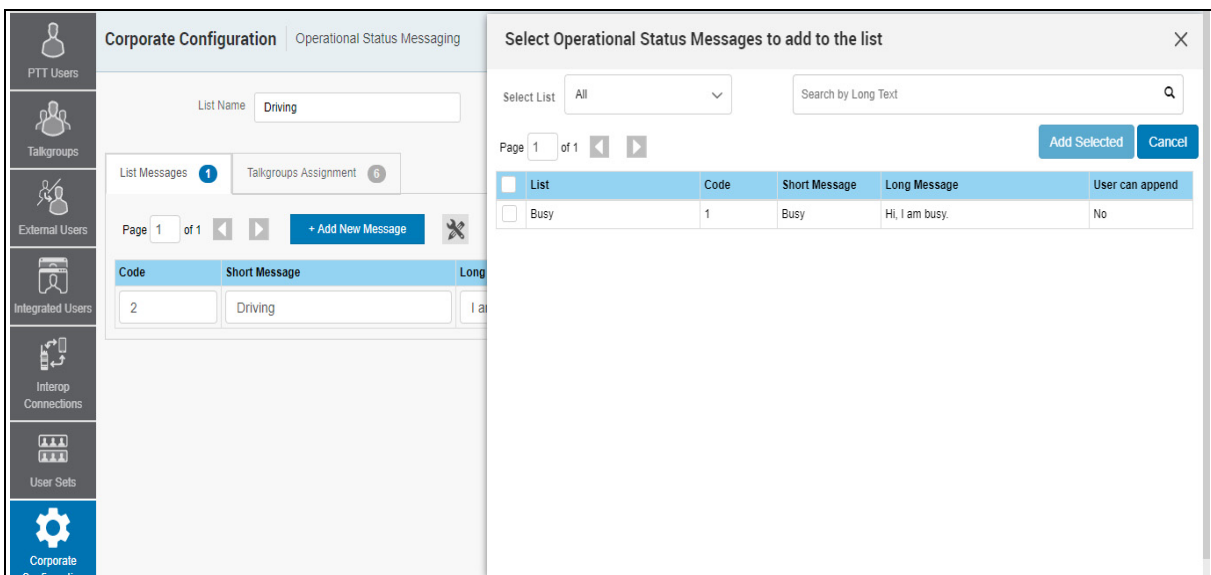 PTT Users
Talkgroups
External Users
Integrated Users
Interop
Connections
User Sets
Corporate
Corporate Configuration Operational Status Messaging
List Name Driving
List Messages 1 Talkgroups Assignment 6
Page 1 of 1 + Add New Message
Code Short Message Long
2 Driving I
Select Operational Status Messages to add to the list
Select List All Search by Long Text
Page 1 of 1 Add Selected Cancel
List Code Short Message Long Message User can append
Busy 1 Busy Hi, I am busy. No